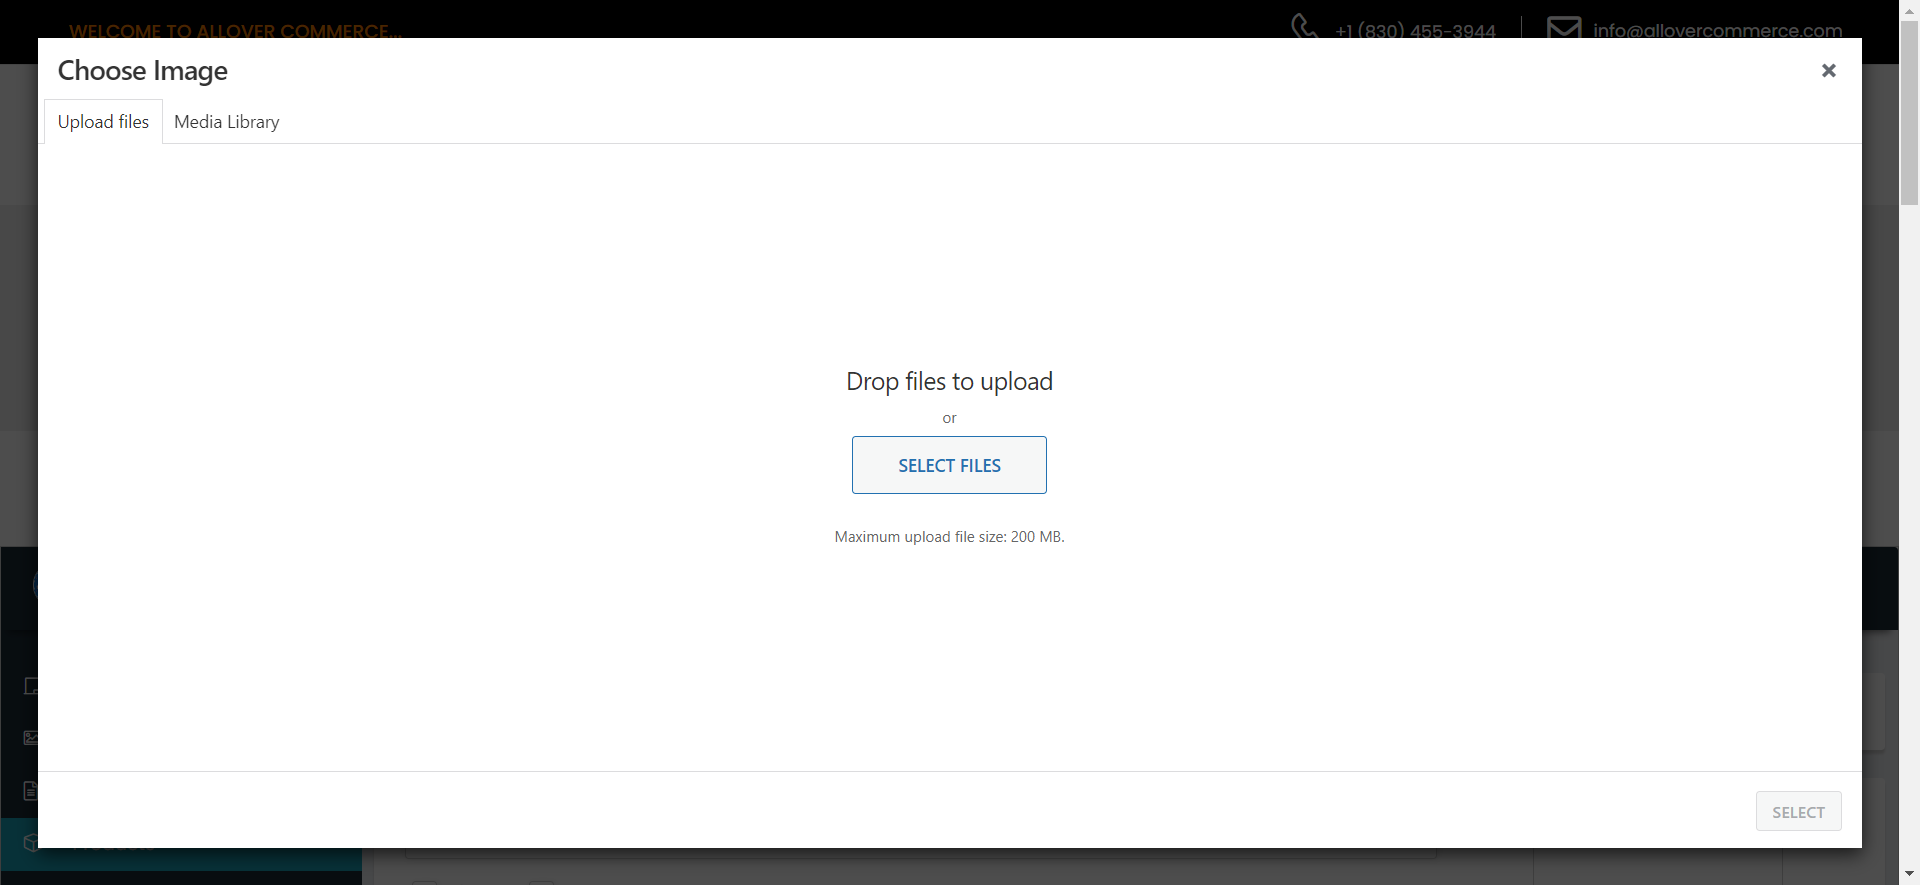 WELCOME TO ALLOVER COMMERCE...
+1 (830) 455-3944
info@allovercommerce.com
Choose Image
Upload files
Media Library
Drop files to upload
or
SELECT FILES
Maximum upload file size: 200 MB.
SELECT